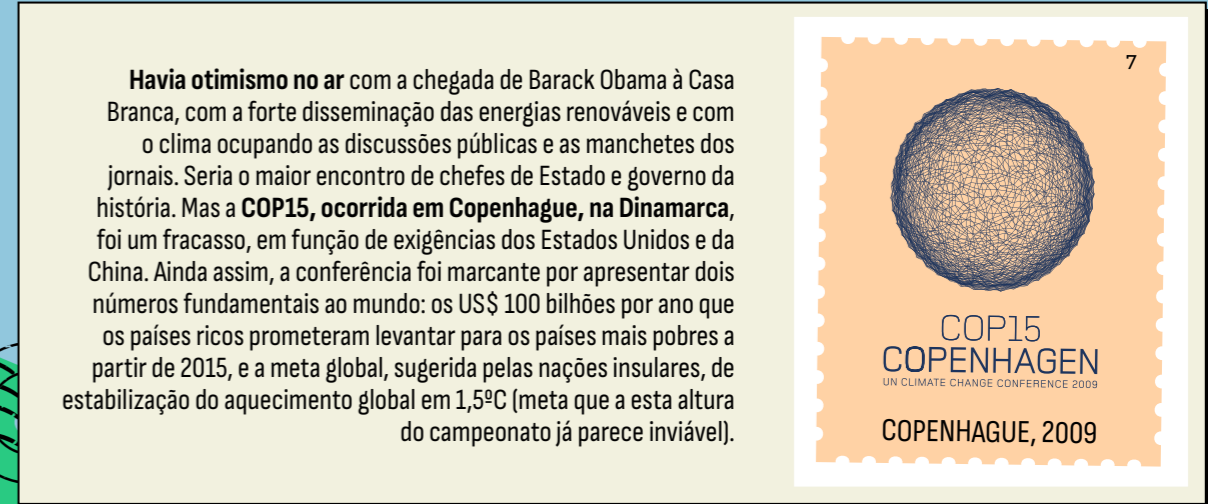 Havia otimismo no ar com a chegada de Barack Obama à Casa
Branca, com a forte disseminação das energias renováveis e com
o clima ocupando as discussões públicas e as manchetes dos
jornais. Seria o maior encontro de chefes de Estado e governo da
história. Mas a COP15, ocorrida em Copenhague, na Dinamarca,
foi um fracasso, em função de exigências dos Estados Unidos e da
China. Ainda assim, a conferência foi marcante por apresentar dois
números fundamentais ao mundo: os US$ 100 bilhões por ano que
os países ricos prometeram levantar para os países mais pobres a
partir de 2015, e a meta global, sugerida pelas nações insulares, de
estabilização do aquecimento global em 1,5ºC (meta que a esta altura
do campeonato já parece inviável).
7
COP15
COPENHAGEN
UN CLIMATE CHANGE CONFERENCE 2009
COPENHAGUE, 2009